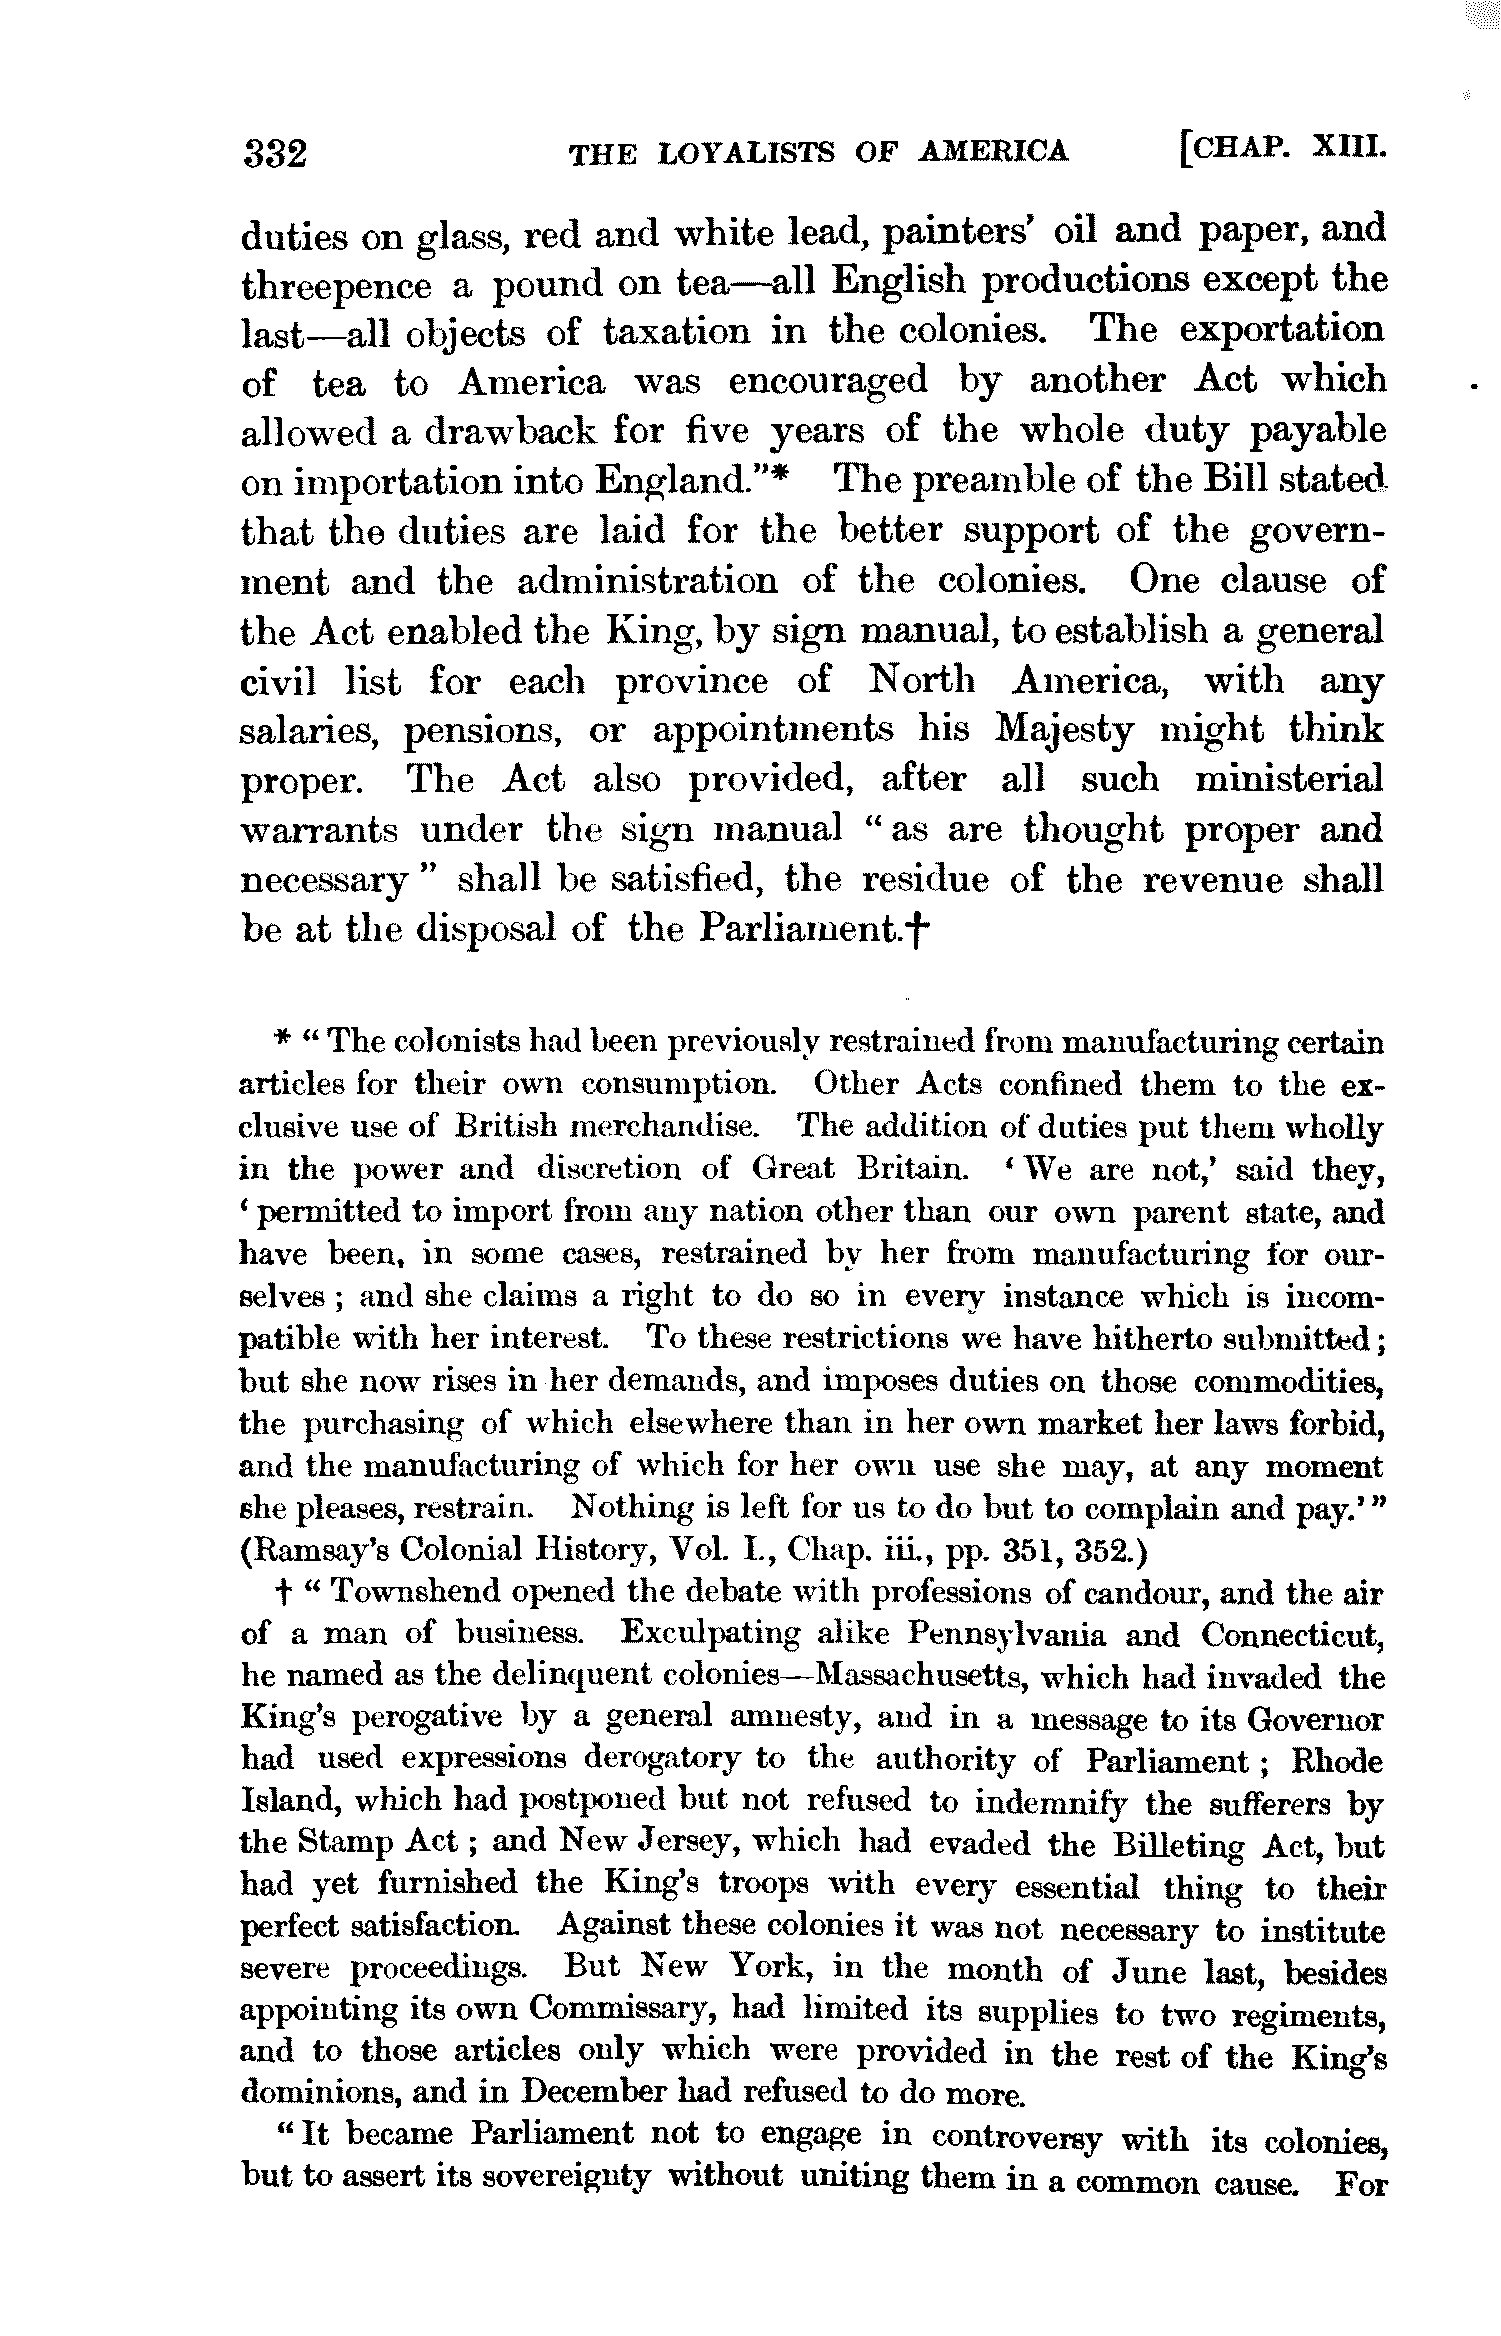 332 THE LOYALISTS OF AMERICA [CHAP. XIII.
duties on glass, red and white lead, painters' oil and paper, and
threepence a pound on tea—all English productions except the
last—all objects of taxation in the colonies. The exportation
of tea to America was encouraged by another Act which
allowed a drawback for five years of the whole duty payable
on importation into England."* The preamble of the Bill stated
that the duties are laid for the better support of the govern-
ment and the administration of the colonies. One clause of
the Act enabled the King, by sign manual, to establish a general
civil list for each province of North America, with any
salaries, pensions, or appointments his Majesty might think
proper. The Act also provided, after all such ministerial
warrants under the sign manual "as are thought proper and
necessary" shall be satisfied, the residue of the revenue shall
be at the disposal of the Parliament.†
* "The colonists had been previously restrained from manufacturing certain
articles for their own consumption. Other Acts confined them to the ex-
clusive use of British merchandise. The addition of duties put them wholly
in the power and discretion of Great Britain. 'We are not,' said they,
'permitted to import from any nation other than our own parent state, and
have been, in some cases, restrained by her from manufacturing for our-
selves; and she claims a right to do so in every instance which is incom-
patible with her interest. To these restrictions we have hitherto submitted;
but she now rises in her demands, and imposes duties on those commodities,
the purchasing of which elsewhere than in her own market her laws forbid,
and the manufacturing of which for her own use she may, at any moment
she pleases, restrain. Nothing is left for us to do but to complain and pay.'"
(Ramsay's Colonial History, Vol. I., Chap. iii., pp. 351, 352.)
† "Townshend opened the debate with professions of candour, and the air
of a man of business. Exculpating alike Pennsylvania and Connecticut,
he named as the delinquent colonies—Massachusetts, which had invaded the
King's perogative by a general amnesty, and in a message to its Governor
had used expressions derogatory to the authority of Parliament; Rhode
Island, which had postponed but not refused to indemnify the sufferers by
the Stamp Act; and New Jersey, which had evaded the Billeting Act, but
had yet furnished the King's troops with every essential thing to their
perfect satisfaction. Against these colonies it was not necessary to institute
severe proceedings. But New York, in the month of June last, besides
appointing its own Commissary, had limited its supplies to two regiments,
and to those articles only which were provided in the rest of the King's
dominions, and in December had refused to do more.
"It became Parliament not to engage in controversy with its colonies,
but to assert its sovereignty without uniting them in a common cause. For